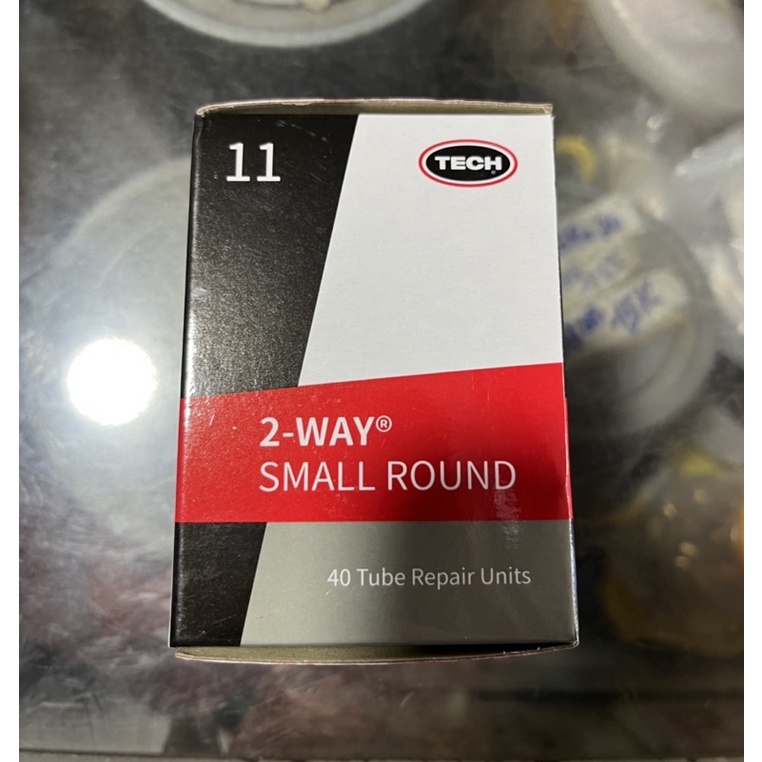 11
TECH®
2-WAY®
SMALL ROUND
40 Tube Repair Units